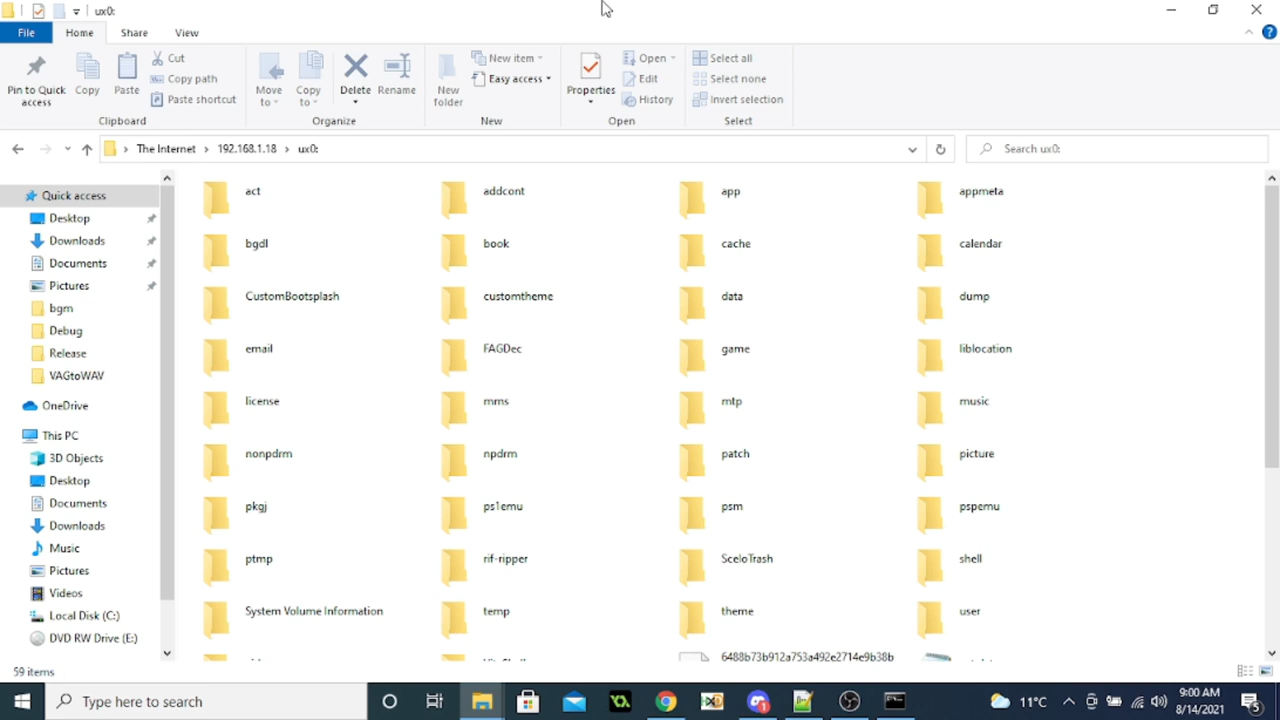 ux0:
File Home Share View
Pin to Quick access
Copy
Paste
Cut
Copy path
Paste shortcut
Clipboard
Move to
Copy to
Delete
Rename
Organize
New folder
New item
Easy access
New
Properties
Open
Edit
History
Open
Select all
Select none
Invert selection
Select
The Internet 192.168.1.18 ux0:
Search ux0:
Quick access
Desktop
Downloads
Documents
Pictures
bgm
Debug
Release
VAGtoWAV
OneDrive
This PC
3D Objects
Desktop
Documents
Downloads
Music
Pictures
Videos
Local Disk (C:)
DVD RW Drive (E:)
act addcont app appmeta
bgdl book cache calendar
CustomBootsplash customtheme data dump
email FAGDec game liblocation
license mms mtp music
nonpdrm npdrm patch picture
pkgj ps1emu psm pspemu
ptmp rif-ripper SceIoTrash shell
System Volume Information temp theme user
6488b73b912a753a492e2714e9b38b
59 items
Type here to search
11°C
9:00 AM
8/14/2021
5